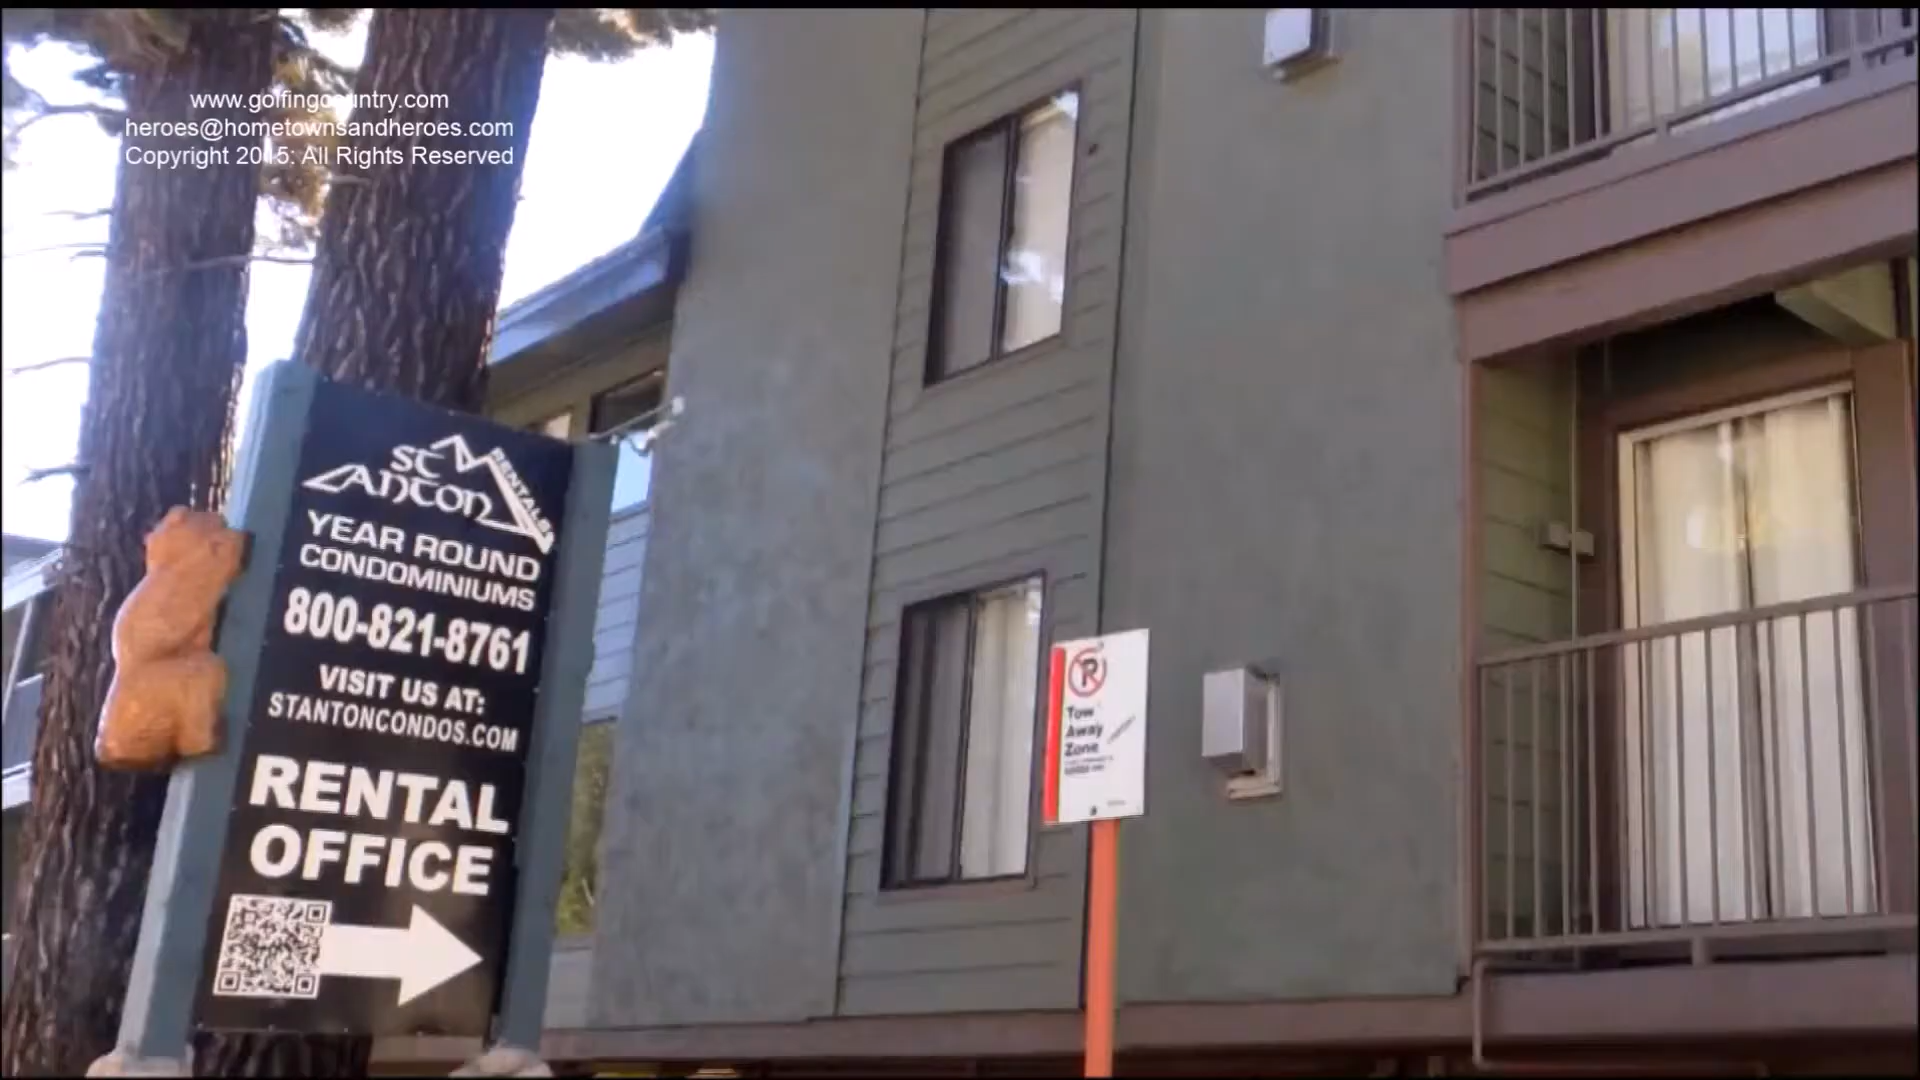 www.golfingcountry.com
heroes@hometownsandheroes.com
Copyright 2015: All Rights Reserved
St
Anton
RENTALS
YEAR ROUND
CONDOMINIUMS
800-821-8761
VISIT US AT:
STANTONCONDOS.COM
RENTAL
OFFICE
P
Tow
Away
Zone